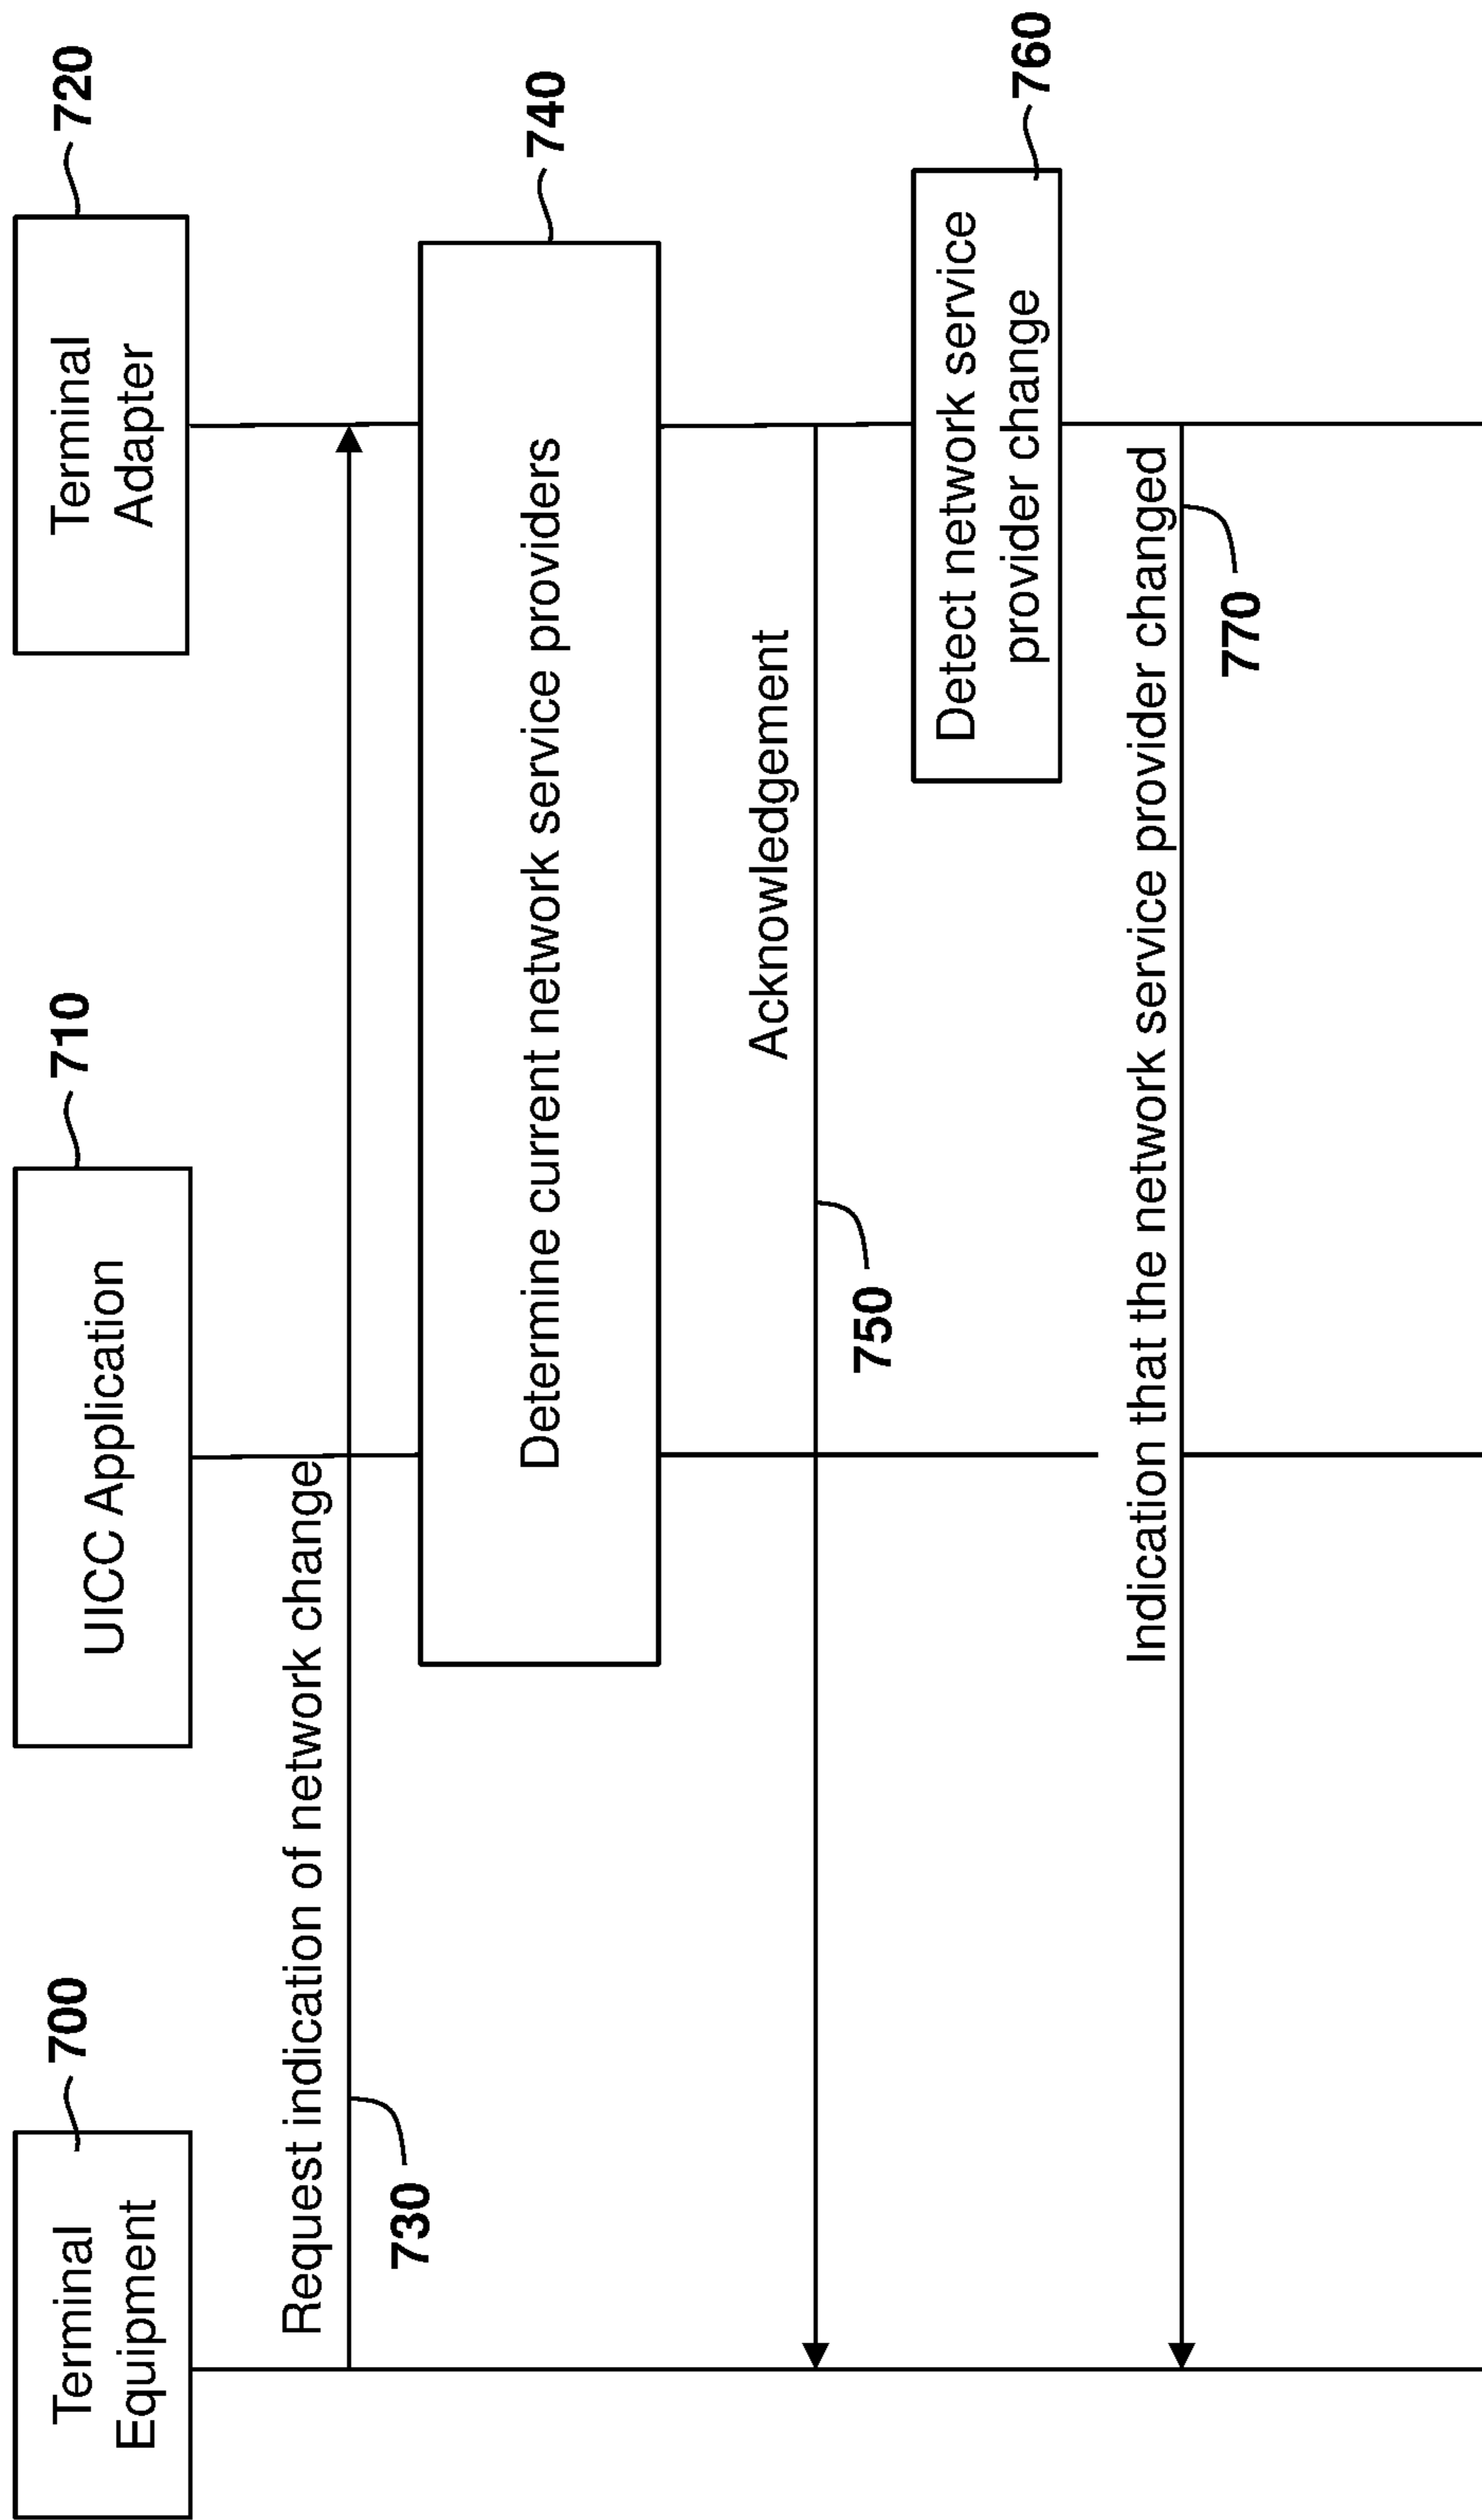 Terminal
Equipment
700
UICC Application
710
Terminal
Adapter
720
Request indication of network change
730
Determine current network service providers
740
Acknowledgement
750
Detect network service
provider change
760
Indication that the network service provider changed
770